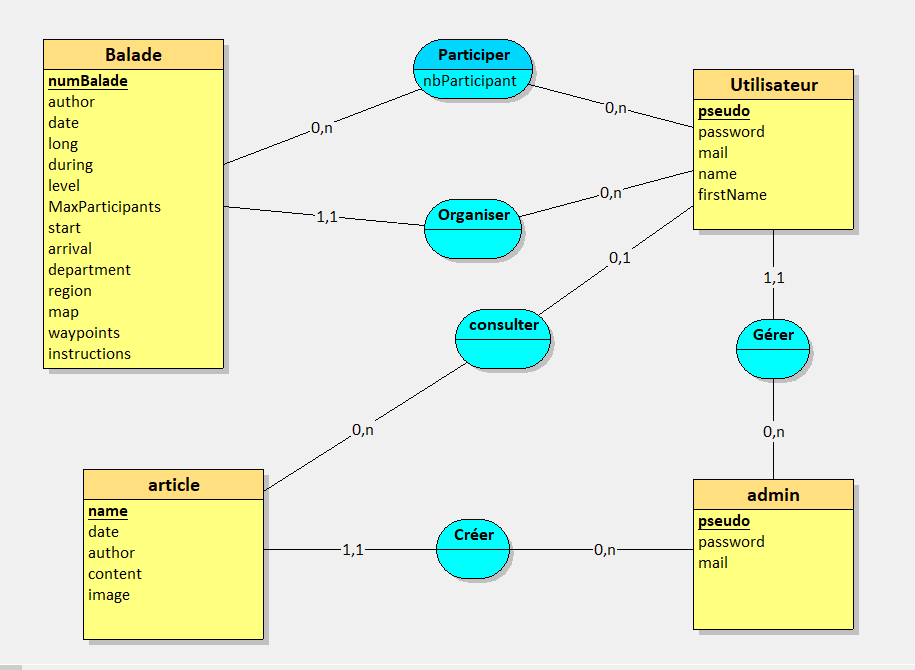 Balade
numBalade
author
date
long
during
level
MaxParticipants
start
arrival
department
region
map
waypoints
instructions
Participer
nbParticipant
Utilisateur
pseudo
password
mail
name
firstName
0,n
0,n
Organiser
1,1
0,n
consulter
0,1
0,n
Gérer
1,1
0,n
article
name
date
author
content
image
Créer
1,1
0,n
admin
pseudo
password
mail